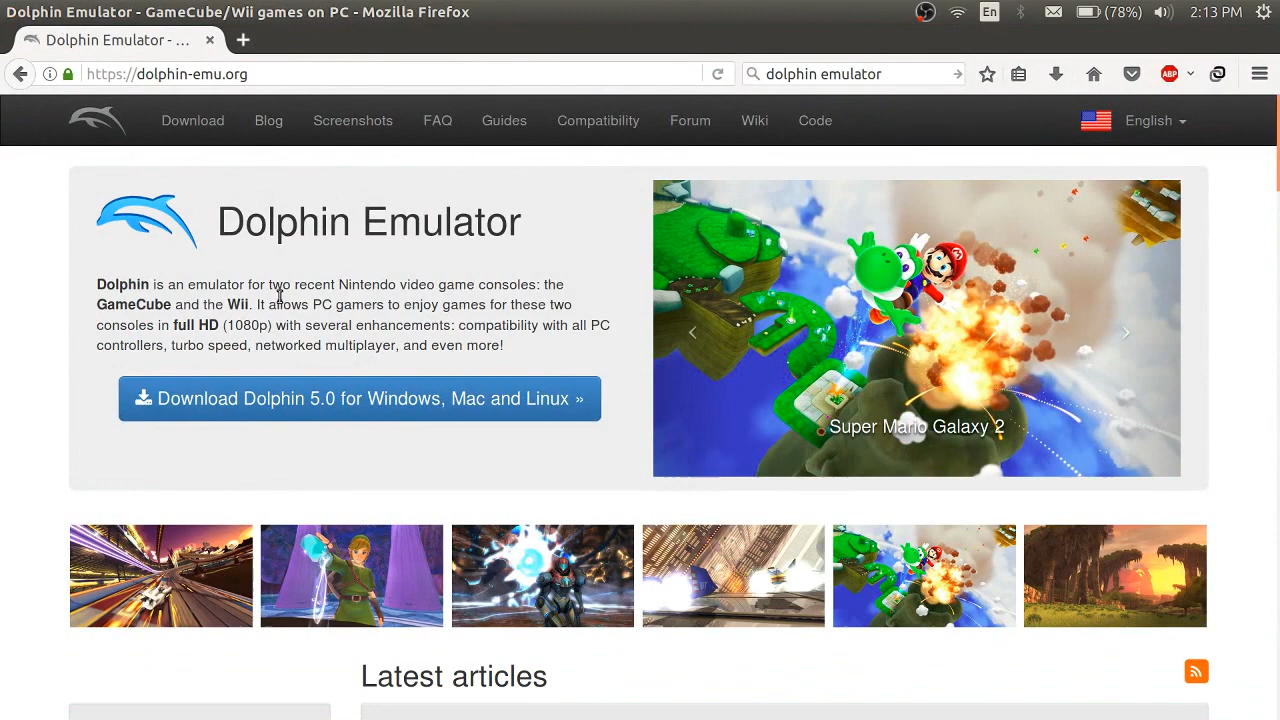 Dolphin Emulator - GameCube/Wii games on PC - Mozilla Firefox
En
(78%)
2:13 PM
Dolphin Emulator - ...
https://dolphin-emu.org
dolphin emulator
ABP
Download
Blog
Screenshots
FAQ
Guides
Compatibility
Forum
Wiki
Code
English
Dolphin Emulator
Dolphin is an emulator for two recent Nintendo video game consoles: the
GameCube and the Wii. It allows PC gamers to enjoy games for these two
consoles in full HD (1080p) with several enhancements: compatibility with all PC
controllers, turbo speed, networked multiplayer, and even more!
Download Dolphin 5.0 for Windows, Mac and Linux »
Super Mario Galaxy 2
Latest articles